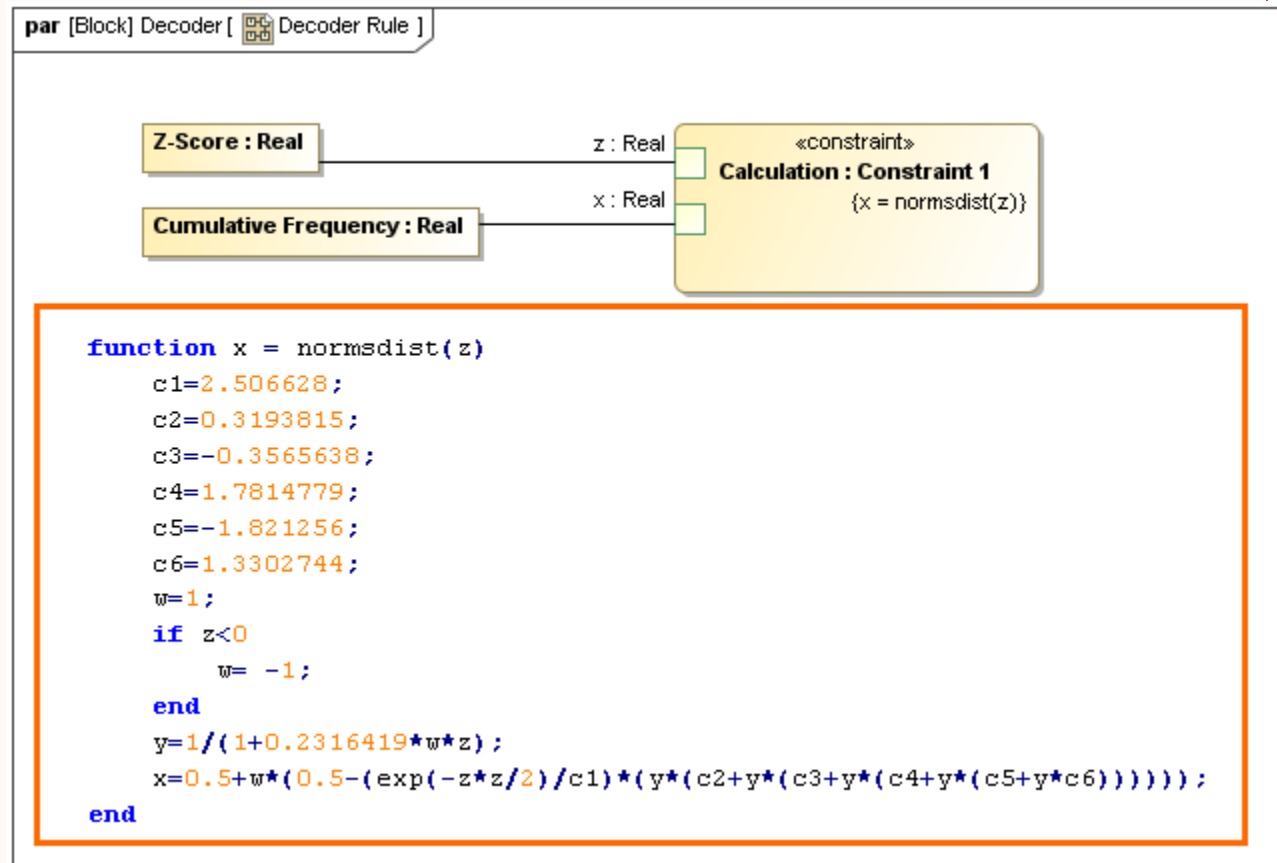 par [Block] Decoder [ Decoder Rule ]
Z-Score : Real
z : Real
«constraint»
Calculation : Constraint 1
{x = normsdist(z)}
x : Real
Cumulative Frequency : Real
function x = normsdist(z)
c1=2.506628;
c2=0.3193815;
c3=-0.3565638;
c4=1.7814779;
c5=-1.821256;
c6=1.3302744;
w=1;
if z<0
w= -1;
end
y=1/(1+0.2316419*w*z);
x=0.5+w*(0.5-(exp(-z*z/2)/c1)*(y*(c2+y*(c3+y*(c4+y*(c5+y*c6))))));
end